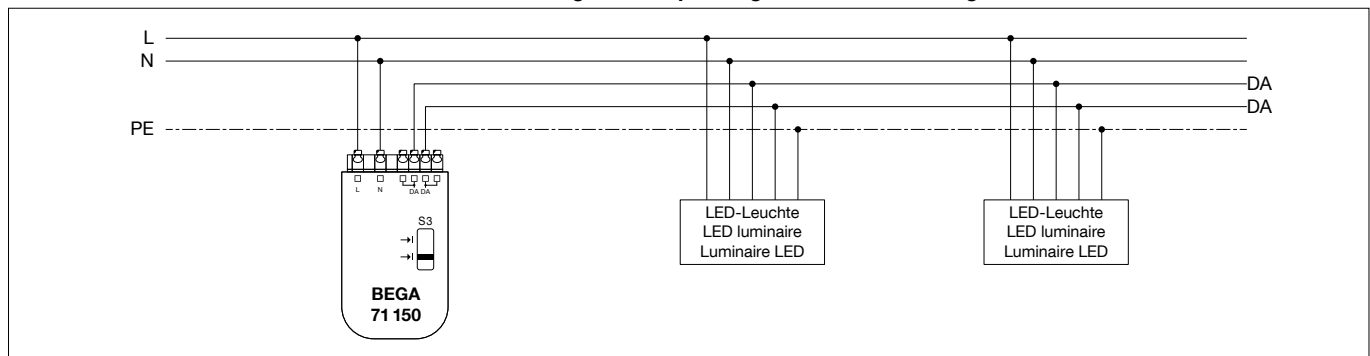 L
N
DA
DA
PE
L N DA DA
S3
BEGA
71 150
LED-Leuchte
LED luminaire
Luminaire LED
LED-Leuchte
LED luminaire
Luminaire LED